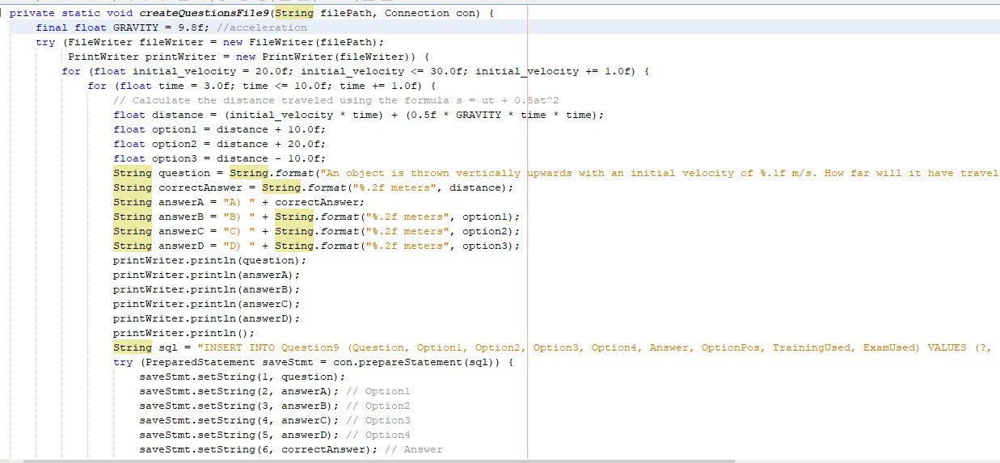 private static void createQuestionsFile9(String filePath, Connection con) {
    final float GRAVITY = 9.8f; //acceleration
    try (FileWriter fileWriter = new FileWriter(filePath);
         PrintWriter printWriter = new PrintWriter(fileWriter)) {
        for (float initial_velocity = 20.0f; initial_velocity <= 30.0f; initial_velocity += 1.0f) {
            for (float time = 3.0f; time <= 10.0f; time += 1.0f) {
                // Calculate the distance traveled using the formula s = ut + 0.5at^2
                float distance = (initial_velocity * time) + (0.5f * GRAVITY * time * time);
                float option1 = distance + 10.0f;
                float option2 = distance + 20.0f;
                float option3 = distance - 10.0f;
                String question = String.format("An object is thrown vertically upwards with an initial velocity of %.1f m/s. How far will it have travel
                String correctAnswer = String.format("%.2f meters", distance);
                String answerA = "A) " + correctAnswer;
                String answerB = "B) " + String.format("%.2f meters", option1);
                String answerC = "C) " + String.format("%.2f meters", option2);
                String answerD = "D) " + String.format("%.2f meters", option3);
                printWriter.println(question);
                printWriter.println(answerA);
                printWriter.println(answerB);
                printWriter.println(answerC);
                printWriter.println(answerD);
                printWriter.println();
                String sql = "INSERT INTO Question9 (Question, Option1, Option2, Option3, Option4, Answer, OptionPos, TrainingUsed, ExamUsed) VALUES (?,
                try (PreparedStatement saveStmt = con.prepareStatement(sql)) {
                    saveStmt.setString(1, question);
                    saveStmt.setString(2, answerA); // Option1
                    saveStmt.setString(3, answerB); // Option2
                    saveStmt.setString(4, answerC); // Option3
                    saveStmt.setString(5, answerD); // Option4
                    saveStmt.setString(6, correctAnswer); // Answer